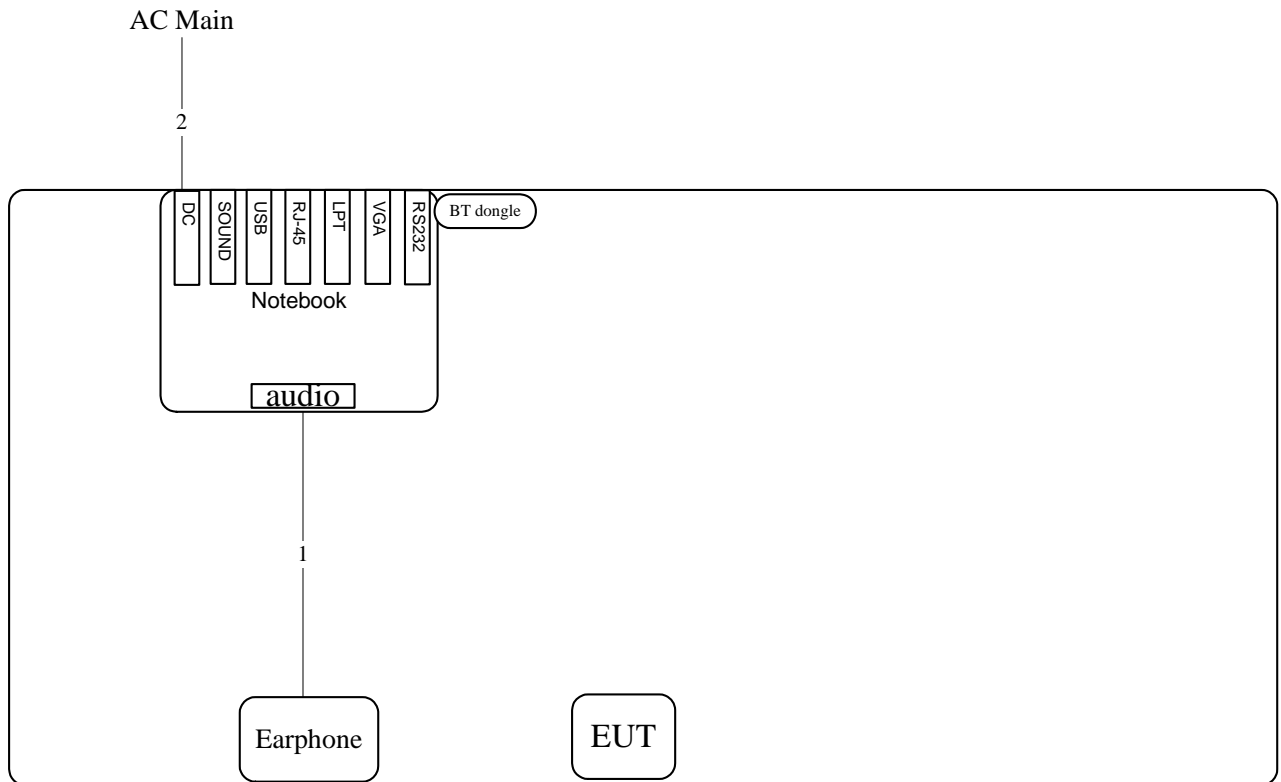 AC Main
2
DC
SOUND
USB
RJ-45
LPT
VGA
RS232
BT dongle
Notebook
audio
1
Earphone
EUT